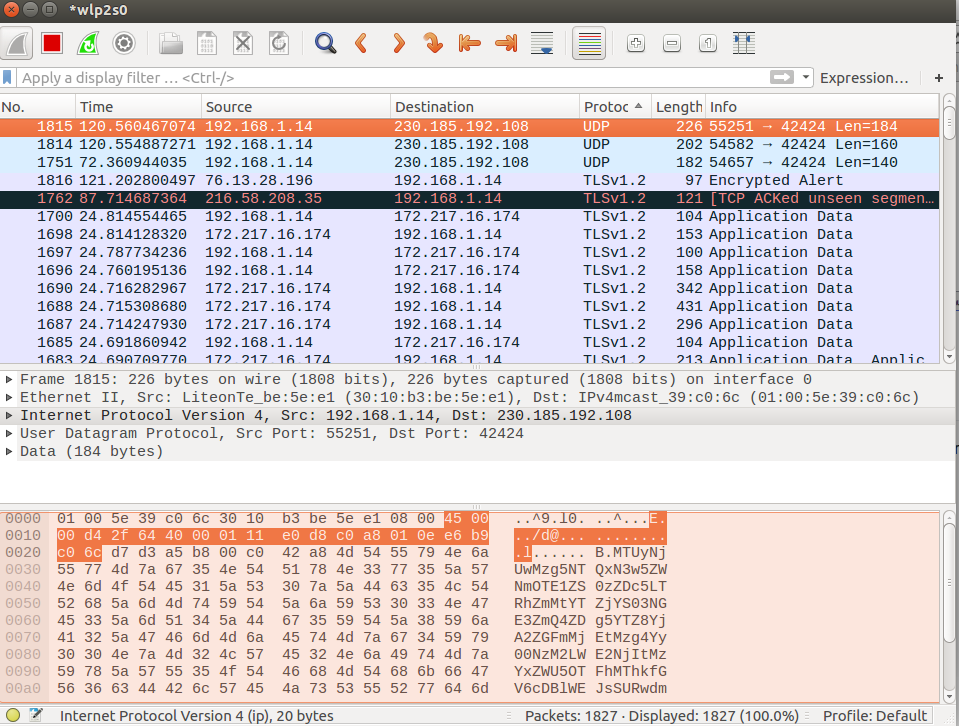 *wlp2s0
Apply a display filter … <Ctrl-/> Expression… +
No. Time Source Destination Protoc Length Info
1815 120.560467074 192.168.1.14 230.185.192.108 UDP 226 55251 → 42424 Len=184
1814 120.554887271 192.168.1.14 230.185.192.108 UDP 202 54582 → 42424 Len=160
1751 72.360944035 192.168.1.14 230.185.192.108 UDP 182 54657 → 42424 Len=140
1816 121.202800497 76.13.28.196 192.168.1.14 TLSv1.2 97 Encrypted Alert
1762 87.714687364 216.58.208.35 192.168.1.14 TLSv1.2 121 [TCP ACKed unseen segmen…
1700 24.814554465 192.168.1.14 172.217.16.174 TLSv1.2 104 Application Data
1698 24.814128320 172.217.16.174 192.168.1.14 TLSv1.2 153 Application Data
1697 24.787734236 192.168.1.14 172.217.16.174 TLSv1.2 100 Application Data
1696 24.760195136 192.168.1.14 172.217.16.174 TLSv1.2 158 Application Data
1690 24.716282967 172.217.16.174 192.168.1.14 TLSv1.2 342 Application Data
1688 24.715308680 172.217.16.174 192.168.1.14 TLSv1.2 431 Application Data
1687 24.714247930 172.217.16.174 192.168.1.14 TLSv1.2 296 Application Data
1685 24.691860942 192.168.1.14 172.217.16.174 TLSv1.2 104 Application Data
1683 24.690709770 172.217.16.174 192.168.1.14 TLSv1.2 213 Application Data, Applic…
Frame 1815: 226 bytes on wire (1808 bits), 226 bytes captured (1808 bits) on interface 0
Ethernet II, Src: LiteonTe_be:5e:e1 (30:10:b3:be:5e:e1), Dst: IPv4mcast_39:c0:6c (01:00:5e:39:c0:6c)
Internet Protocol Version 4, Src: 192.168.1.14, Dst: 230.185.192.108
User Datagram Protocol, Src Port: 55251, Dst Port: 42424
Data (184 bytes)
0000 01 00 5e 39 c0 6c 30 10 b3 be 5e e1 08 00 45 00 ..^9.l0. ..^...E.
0010 00 d4 2f 64 40 00 01 11 e0 d8 c0 a8 01 0e e6 b9 ../d@... ........
0020 c0 6c d7 d3 a5 b8 00 c0 42 a8 4d 54 55 79 4e 6a .l...... B.MTUyNj
0030 55 77 4d 7a 67 35 4e 54 51 78 4e 33 77 35 5a 57 UwMzg5NT QxN3w5ZW
0040 4e 6d 4f 54 45 31 5a 53 30 7a 5a 44 63 35 4c 54 NmOTE1ZS 0zZDc5LT
0050 52 68 5a 6d 4d 74 59 54 5a 6a 59 53 30 33 4e 47 RhZmMtYT ZjYS03NG
0060 45 33 5a 6d 51 34 5a 44 67 35 59 54 5a 38 59 6a E3ZmQ4ZD g5YTZ8Yj
0070 41 32 5a 47 46 6d 4d 6a 45 74 4d 7a 67 34 59 79 A2ZGFmMj EtMzg4Yy
0080 30 30 4e 7a 4d 32 4c 57 45 32 4e 6a 49 74 4d 7a 00NzM2LW E2NjItMz
0090 59 78 5a 57 55 35 4f 54 46 68 4d 54 68 6b 66 47 YxZWU5OT FhMThkfG
00a0 56 36 63 44 42 6c 57 45 4a 73 53 55 52 77 64 6d V6cDBlWE JsSURwdm
Internet Protocol Version 4 (ip), 20 bytes Packets: 1827 · Displayed: 1827 (100.0%) Profile: Default